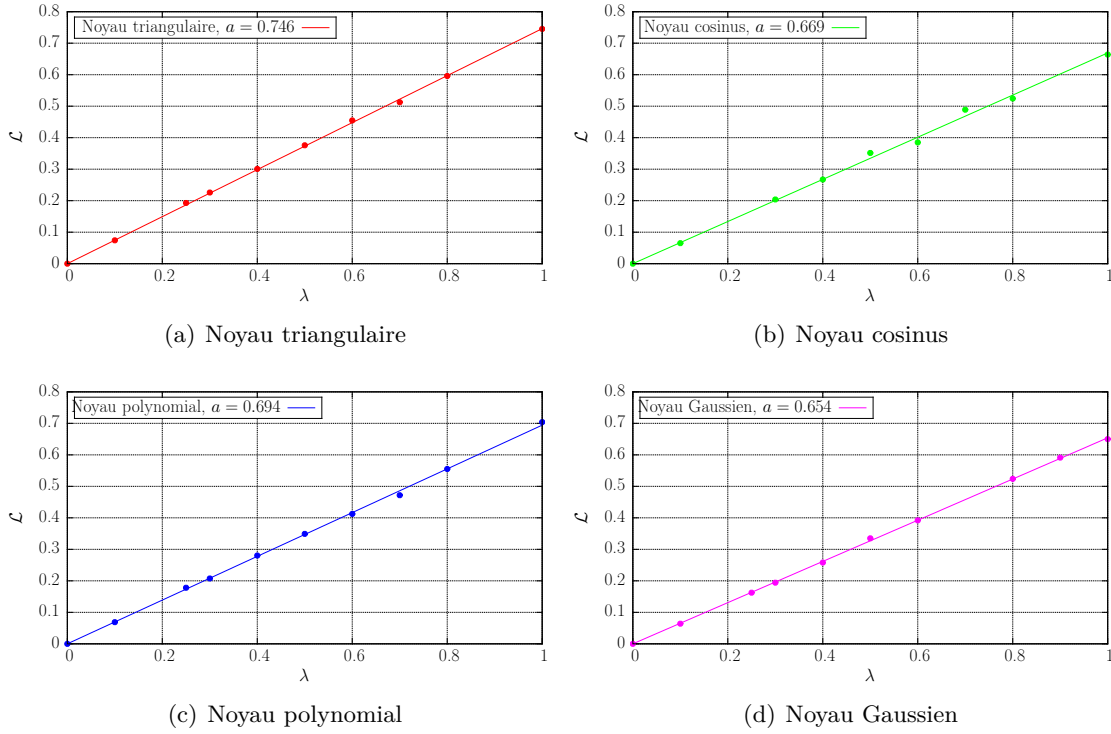 Noyau triangulaire, a = 0.746
0.8
0.7
0.6
0.5
0.4
0.3
0.2
0.1
0
ℒ
0 0.2 0.4 0.6 0.8 1
λ
(a) Noyau triangulaire
Noyau cosinus, a = 0.669
0.8
0.7
0.6
0.5
0.4
0.3
0.2
0.1
0
ℒ
0 0.2 0.4 0.6 0.8 1
λ
(b) Noyau cosinus
Noyau polynomial, a = 0.694
0.8
0.7
0.6
0.5
0.4
0.3
0.2
0.1
0
ℒ
0 0.2 0.4 0.6 0.8 1
λ
(c) Noyau polynomial
Noyau Gaussien, a = 0.654
0.8
0.7
0.6
0.5
0.4
0.3
0.2
0.1
0
ℒ
0 0.2 0.4 0.6 0.8 1
λ
(d) Noyau Gaussien